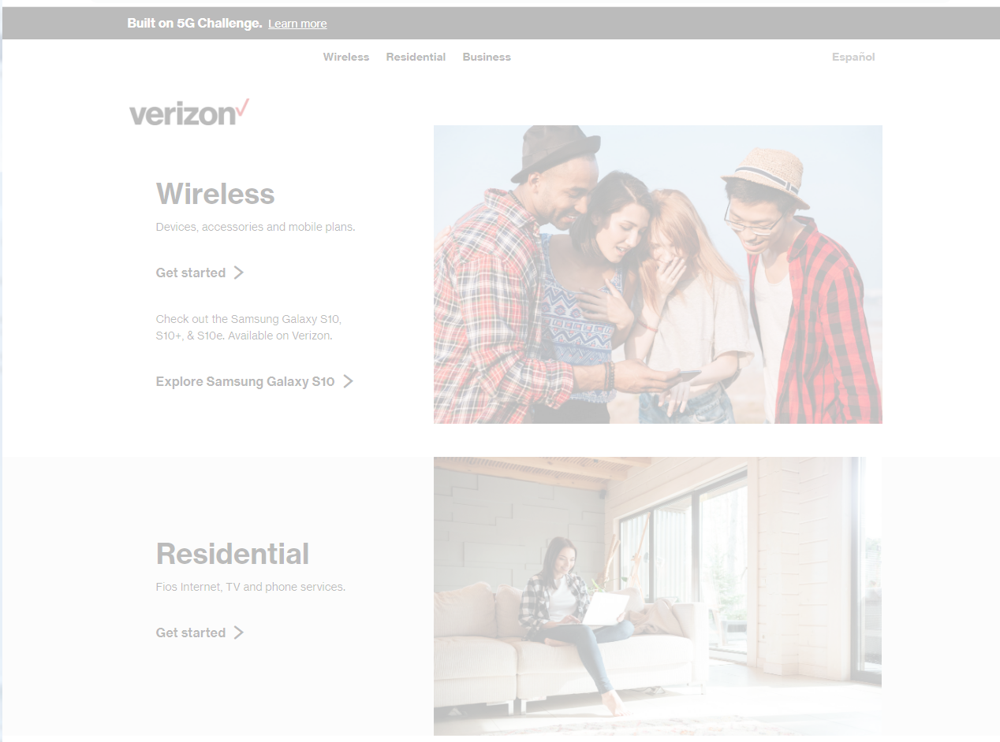 Built on 5G Challenge. Learn more
Wireless Residential Business Español
verizon
Wireless
Devices, accessories and mobile plans.
Get started
Check out the Samsung Galaxy S10,
S10+, & S10e. Available on Verizon.
Explore Samsung Galaxy S10
Residential
Fios Internet, TV and phone services.
Get started